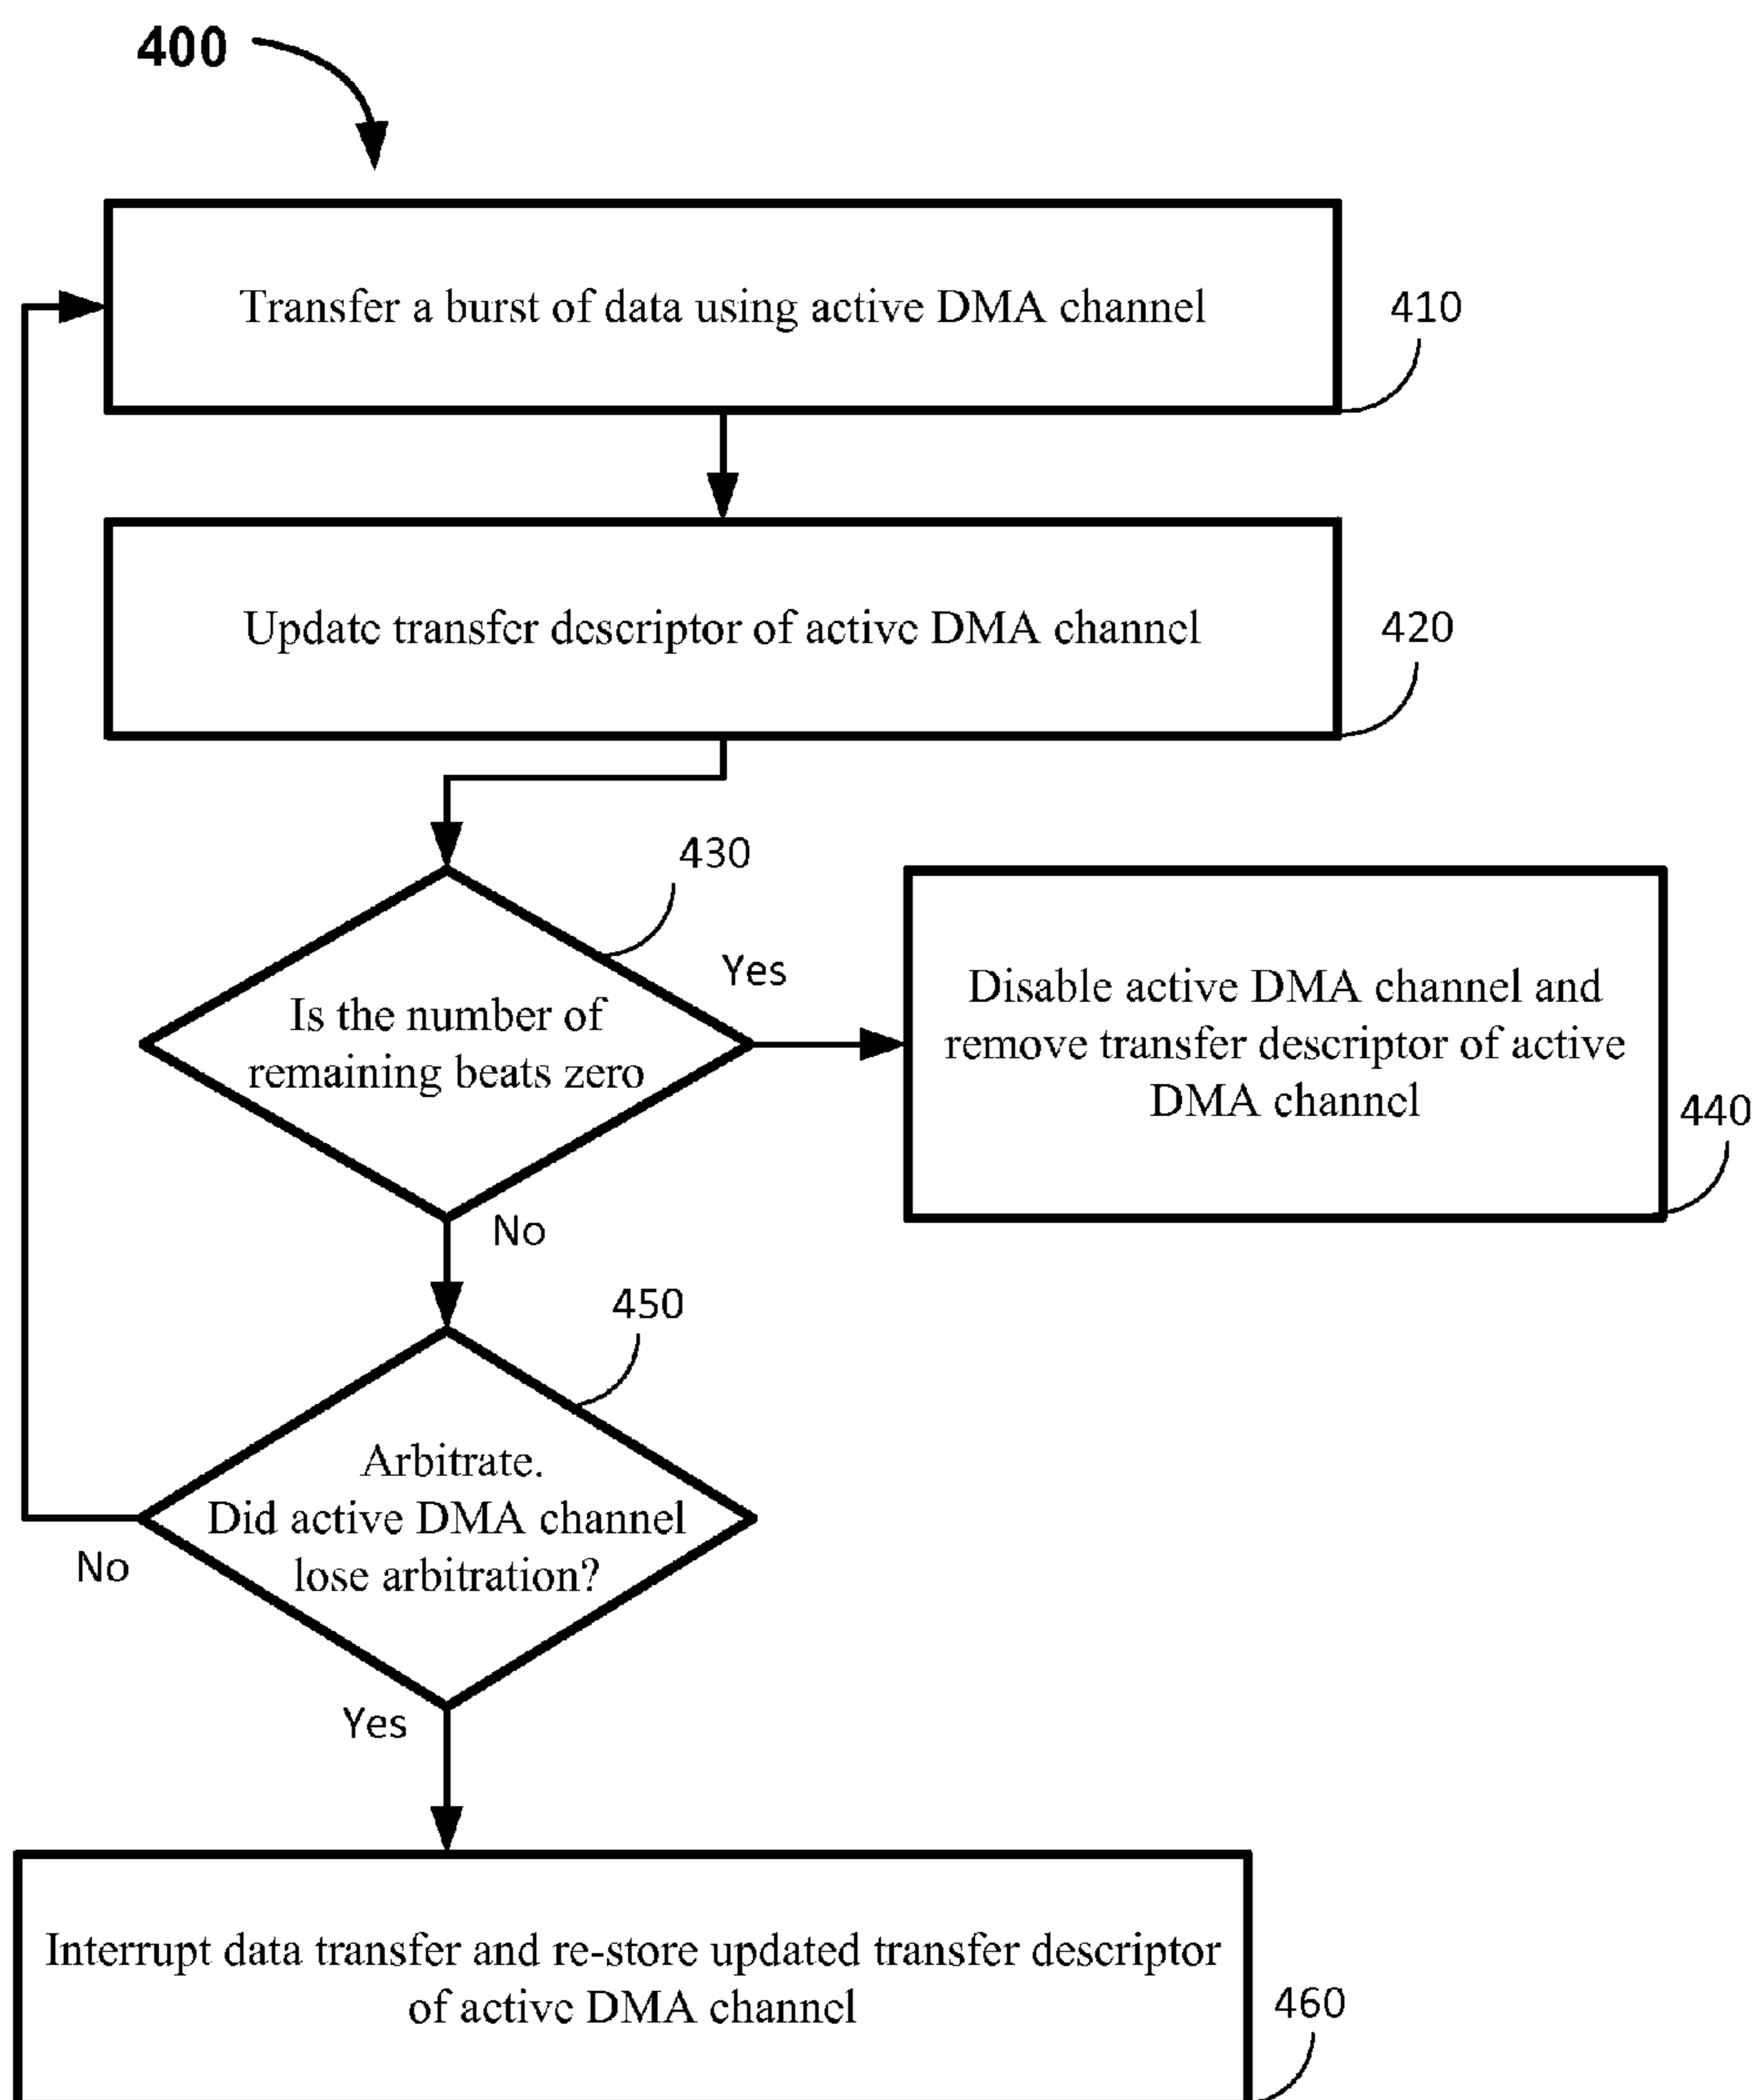 400
Transfer a burst of data using active DMA channel
410
Update transfer descriptor of active DMA channel
420
430
Yes
Is the number of
remaining beats zero
Disable active DMA channel and
remove transfer descriptor of active
DMA channel
440
No
450
Arbitrate.
Did active DMA channel
lose arbitration?
No
Yes
Interrupt data transfer and re-store updated transfer descriptor
of active DMA channel
460